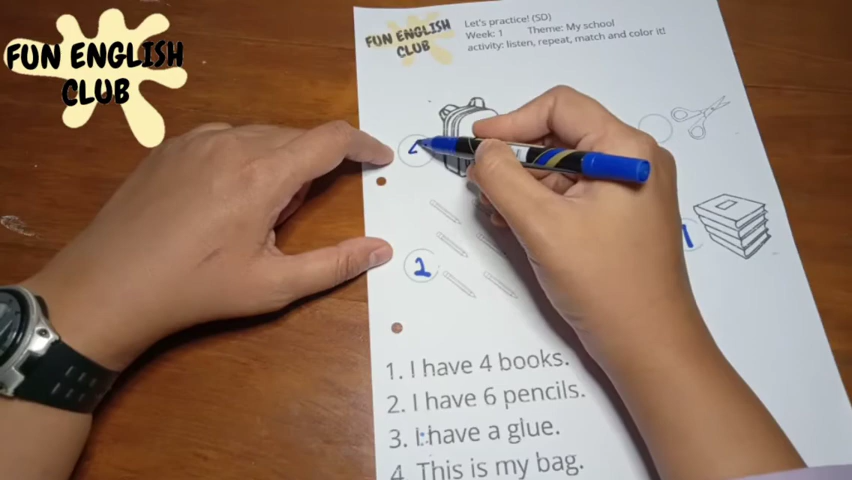 FUN ENGLISH
CLUB
FUN ENGLISH
CLUB
Let's practice! (SD)
Week: 1 Theme: My school
activity: listen, repeat, match and color it!
2
1
1. I have 4 books.
2. I have 6 pencils.
3. I have a glue.
4. This is my bag.